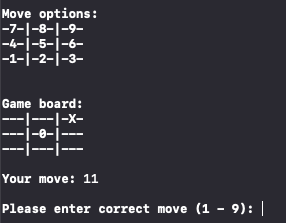 Move options:
-7-|-8-|-9-
-4-|-5-|-6-
-1-|-2-|-3-
Game board:
---|---|-X-
---|-0-|---
---|---|---
Your move: 11
Please enter correct move (1 - 9):